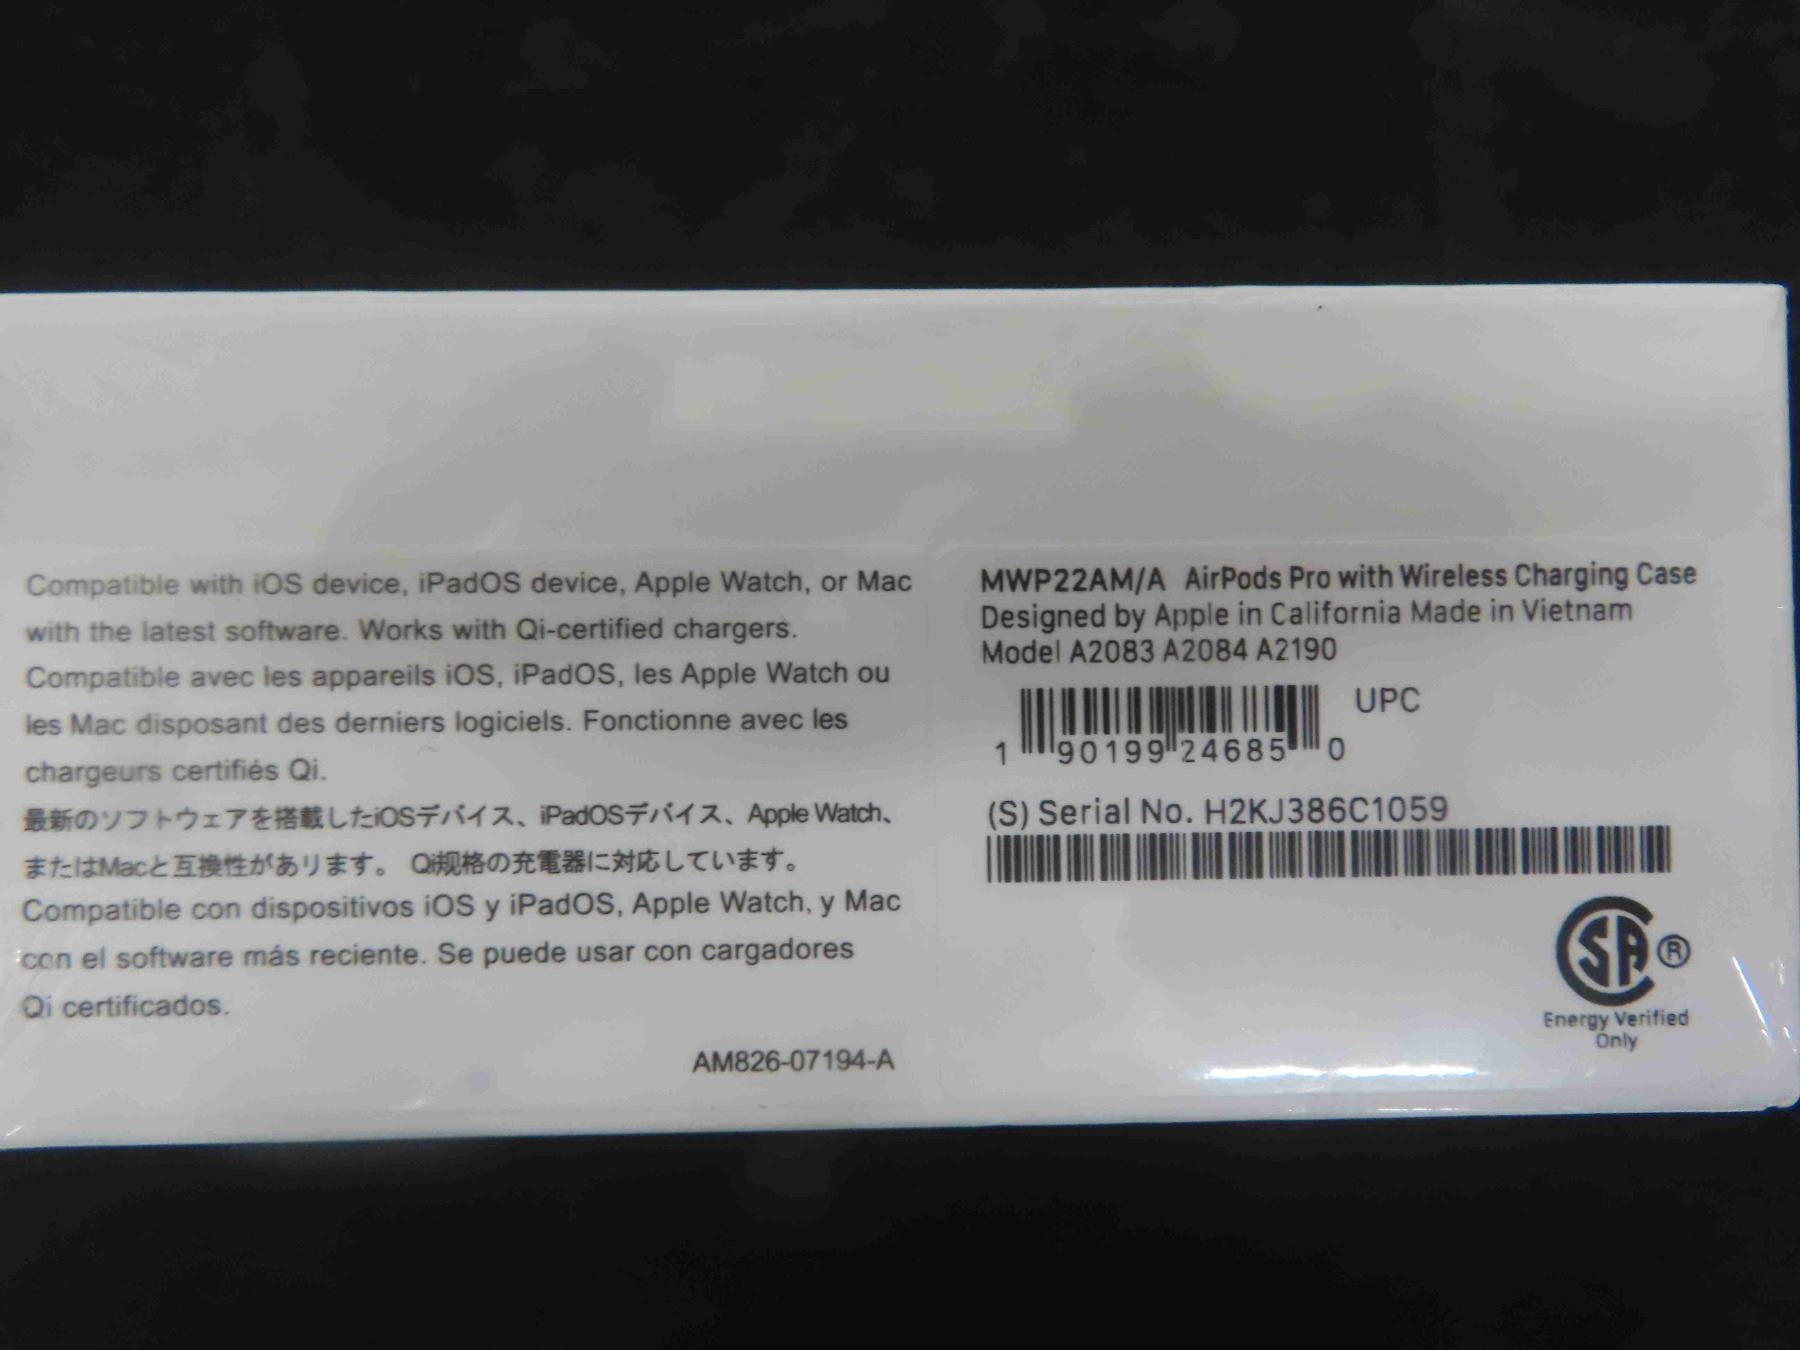 Compatible with iOS device, iPadOS device, Apple Watch, or Mac
with the latest software. Works with Qi-certified chargers.
Compatible avec les appareils iOS, iPadOS, les Apple Watch ou
les Mac disposant des derniers logiciels. Fonctionne avec les
chargeurs certifiés Qi.
最新のソフトウェアを搭載したiOSデバイス、iPadOSデバイス、Apple Watch、
またはMacと互換性があります。 Qi规格の充電器に対応しています。
Compatible con dispositivos iOS y iPadOS, Apple Watch, y Mac
con el software más reciente. Se puede usar con cargadores
Qi certificados.
AM826-07194-A
MWP22AM/A AirPods Pro with Wireless Charging Case
Designed by Apple in California Made in Vietnam
Model A2083 A2084 A2190
UPC
1 90199 24685 0
(S) Serial No. H2KJ386C1059
SA ®
Energy Verified
Only